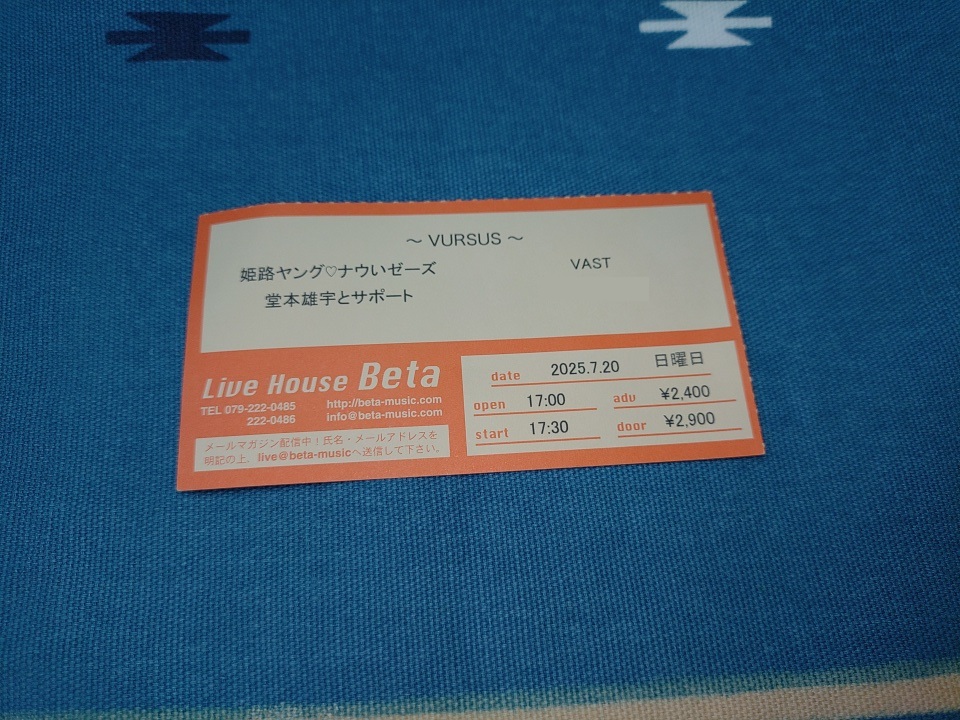 ～ VURSUS ～
姫路ヤング♡ナウいゼーズ
VAST
堂本雄宇とサポート
Live House Beta
TEL 079-222-0485
222-0486
http://beta-music.com
info@beta-music.com
メールマガジン配信中！氏名・メールアドレスを
明記の上、live@beta-musicへ送信して下さい。
date 2025.7.20 日曜日
open 17:00 adv ¥2,400
start 17:30 door ¥2,900